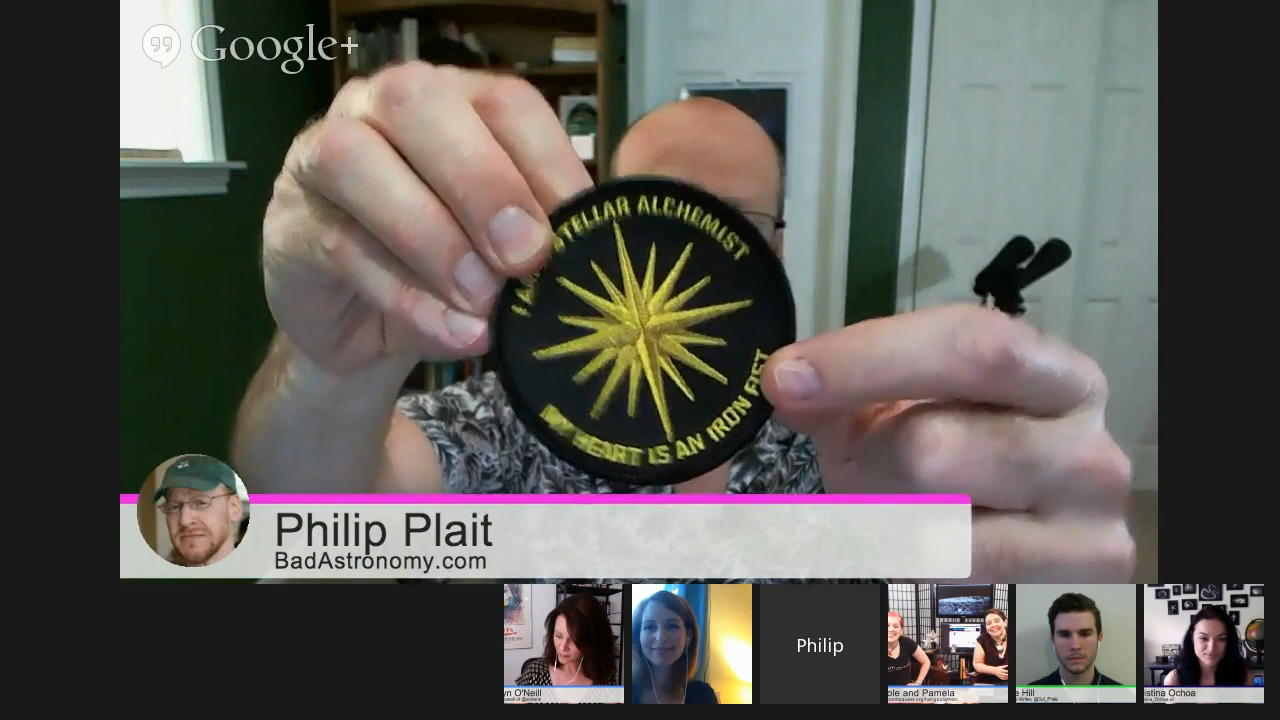 Google+
STELLAR ALCHEMIST
HEART IS AN IRON FIST
Philip Plait
BadAstronomy.com
Philip
yn O'Neill
ole and Pamela
e Hill
istina Ochoa